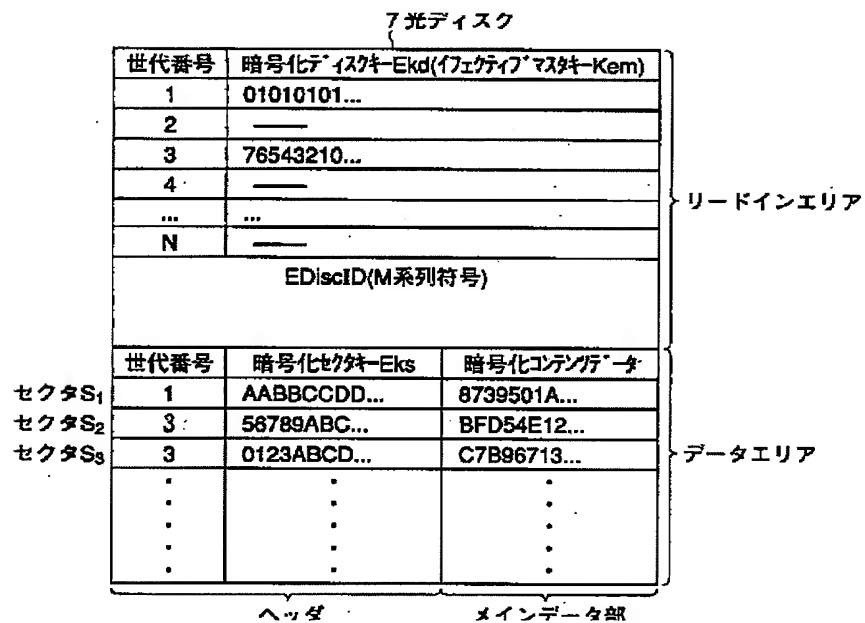 7 光ディスク
世代番号 暗号化ディスクキーEkd(イフェクティブマスタキーKem)
1 01010101...
2 ——
3 76543210...
4 ——
... ...
N ——
リードインエリア
EDiscID(M系列符号)
世代番号 暗号化セクタキーEks 暗号化コンテンツデータ
セクタS1 1 AABBCCDD... 8739501A...
セクタS2 3 56789ABC... BFD54E12...
セクタS3 3 0123ABCD... C7B96713...
データエリア
ヘッダ メインデータ部